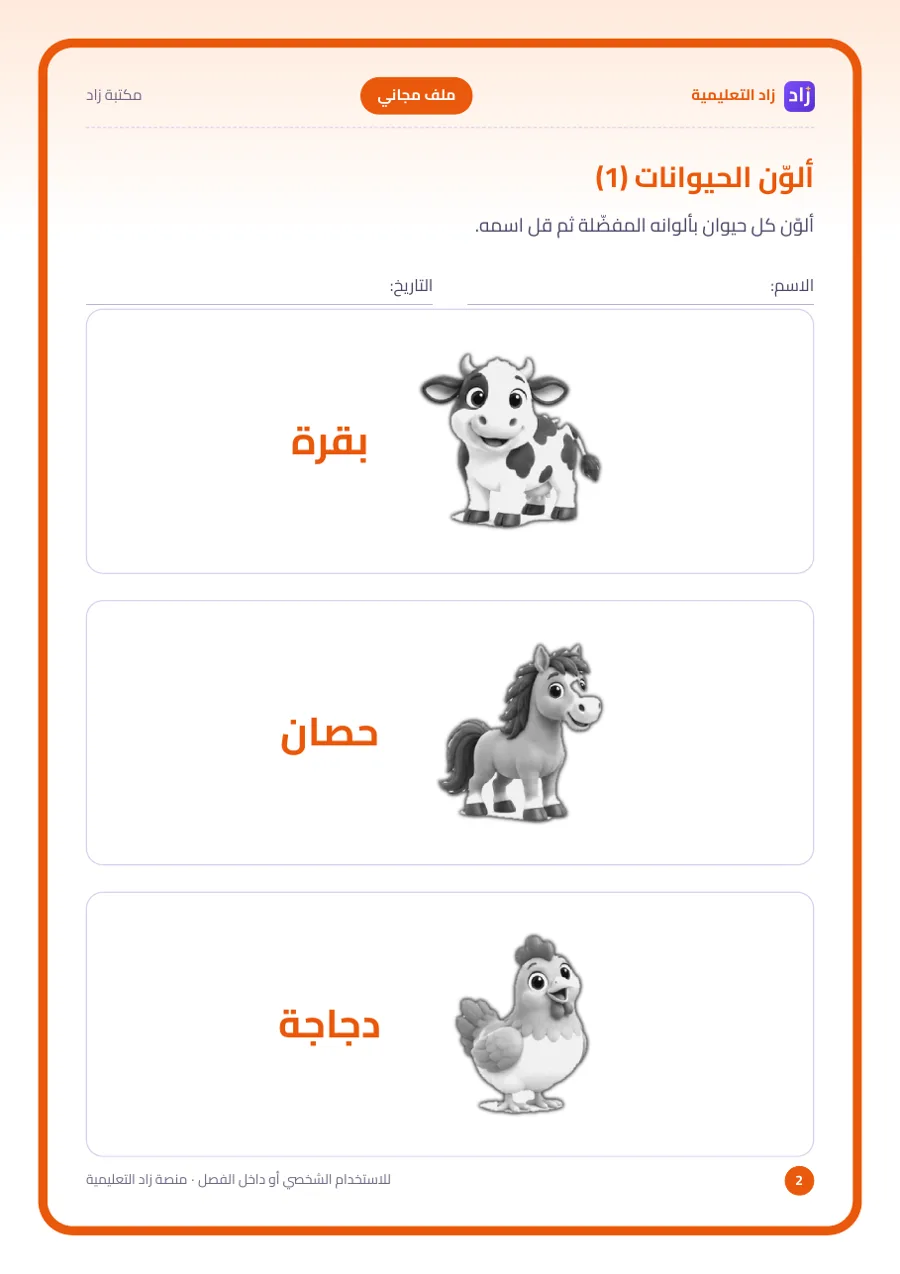 زاد
زاد التعليمية
ملف مجاني
مكتبة زاد
ألوّن الحيوانات (1)
ألوّن كل حيوان بألوانه المفضّلة ثم قل اسمه.
الاسم:
التاريخ:
بقرة
حصان
دجاجة
2
للاستخدام الشخصي أو داخل الفصل · منصة زاد التعليمية